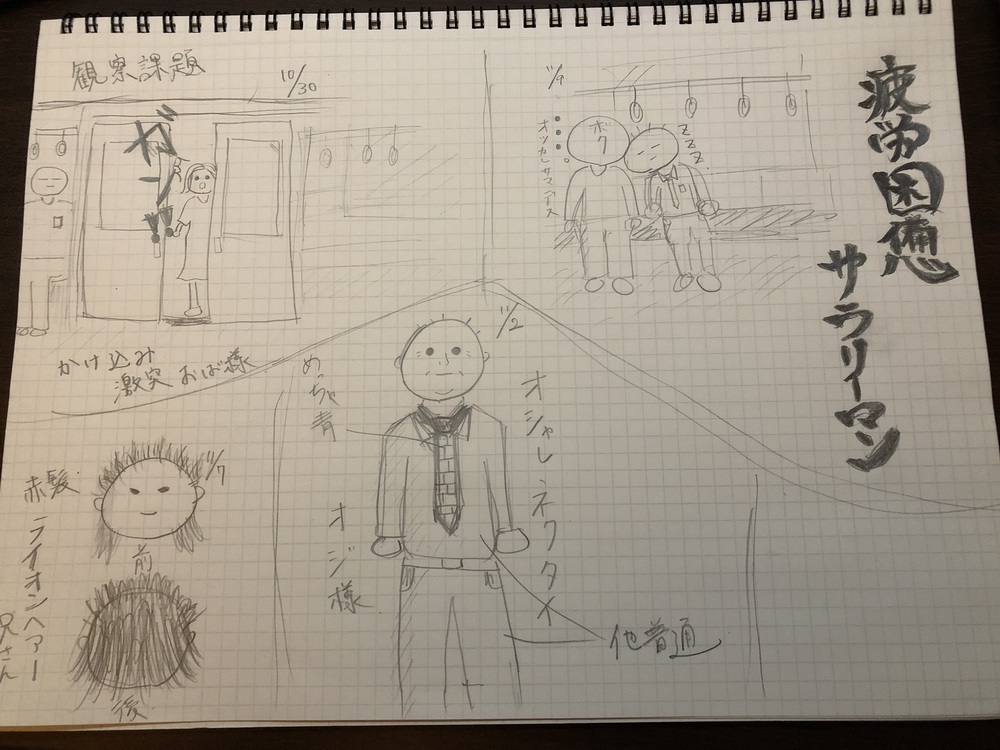 観察課題
10/30
ガーン!!
かけ込み
激突 おば様
11/9
オツカレサマデス
ボク
z z z
疲労困憊
サラリーマン
11/2
めっちゃ青
オシャレ ネクタイ
オジ様
他普通
11/7
赤髪
ライオンヘアー
兄さん
前
後